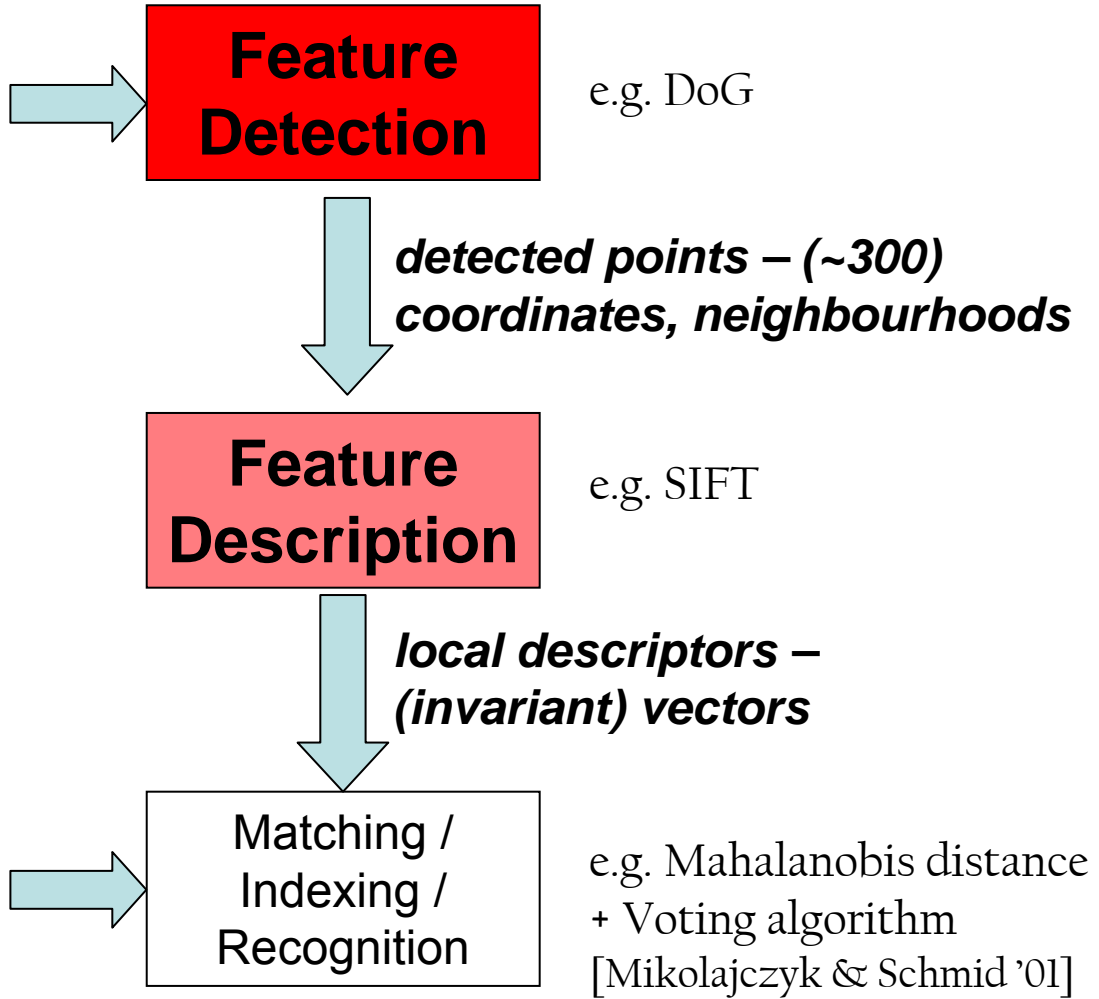 Feature
Detection
e.g. DoG
detected points – (~300)
coordinates, neighbourhoods
Feature
Description
e.g. SIFT
local descriptors –
(invariant) vectors
Matching /
Indexing /
Recognition
e.g. Mahalanobis distance
+ Voting algorithm
[Mikolajczyk & Schmid ’01]